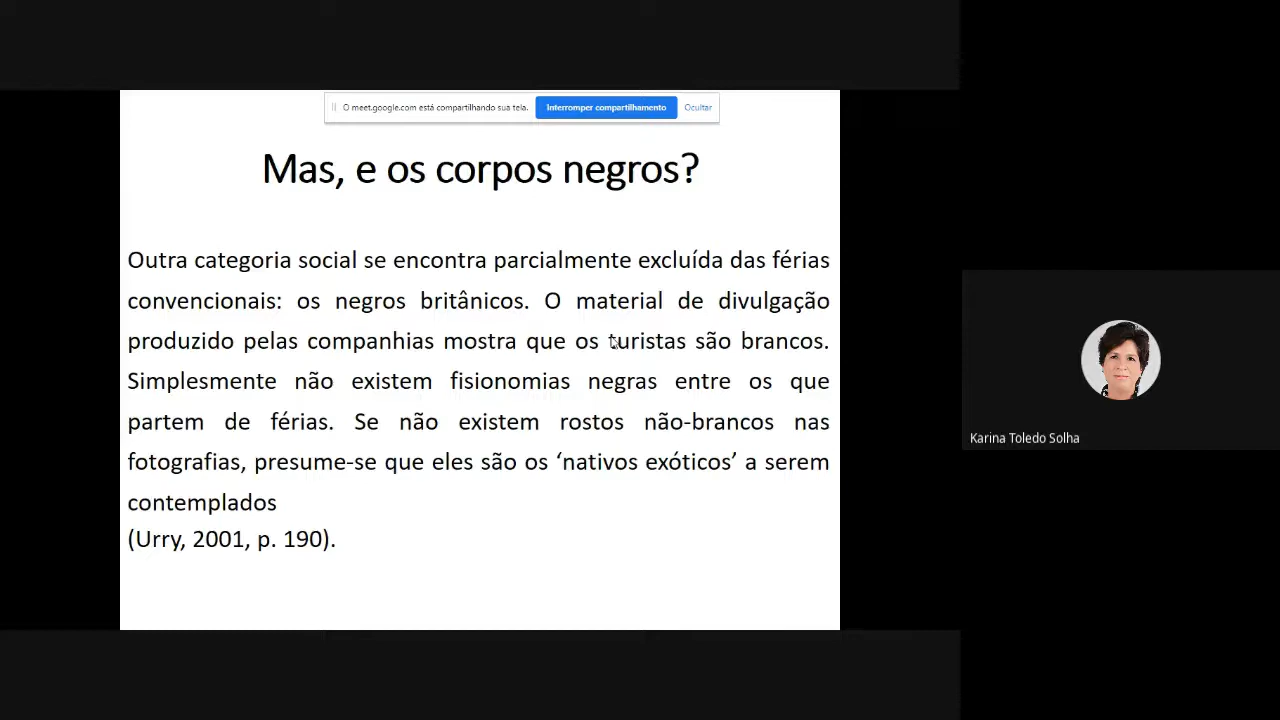 O meet.google.com está compartilhando sua tela. Interromper compartilhamento Ocultar
Mas, e os corpos negros?
Outra categoria social se encontra parcialmente excluída das férias
convencionais: os negros britânicos. O material de divulgação
produzido pelas companhias mostra que os turistas são brancos.
Simplesmente não existem fisionomias negras entre os que
partem de férias. Se não existem rostos não-brancos nas
fotografias, presume-se que eles são os ‘nativos exóticos’ a serem
contemplados
(Urry, 2001, p. 190).
Karina Toledo Solha